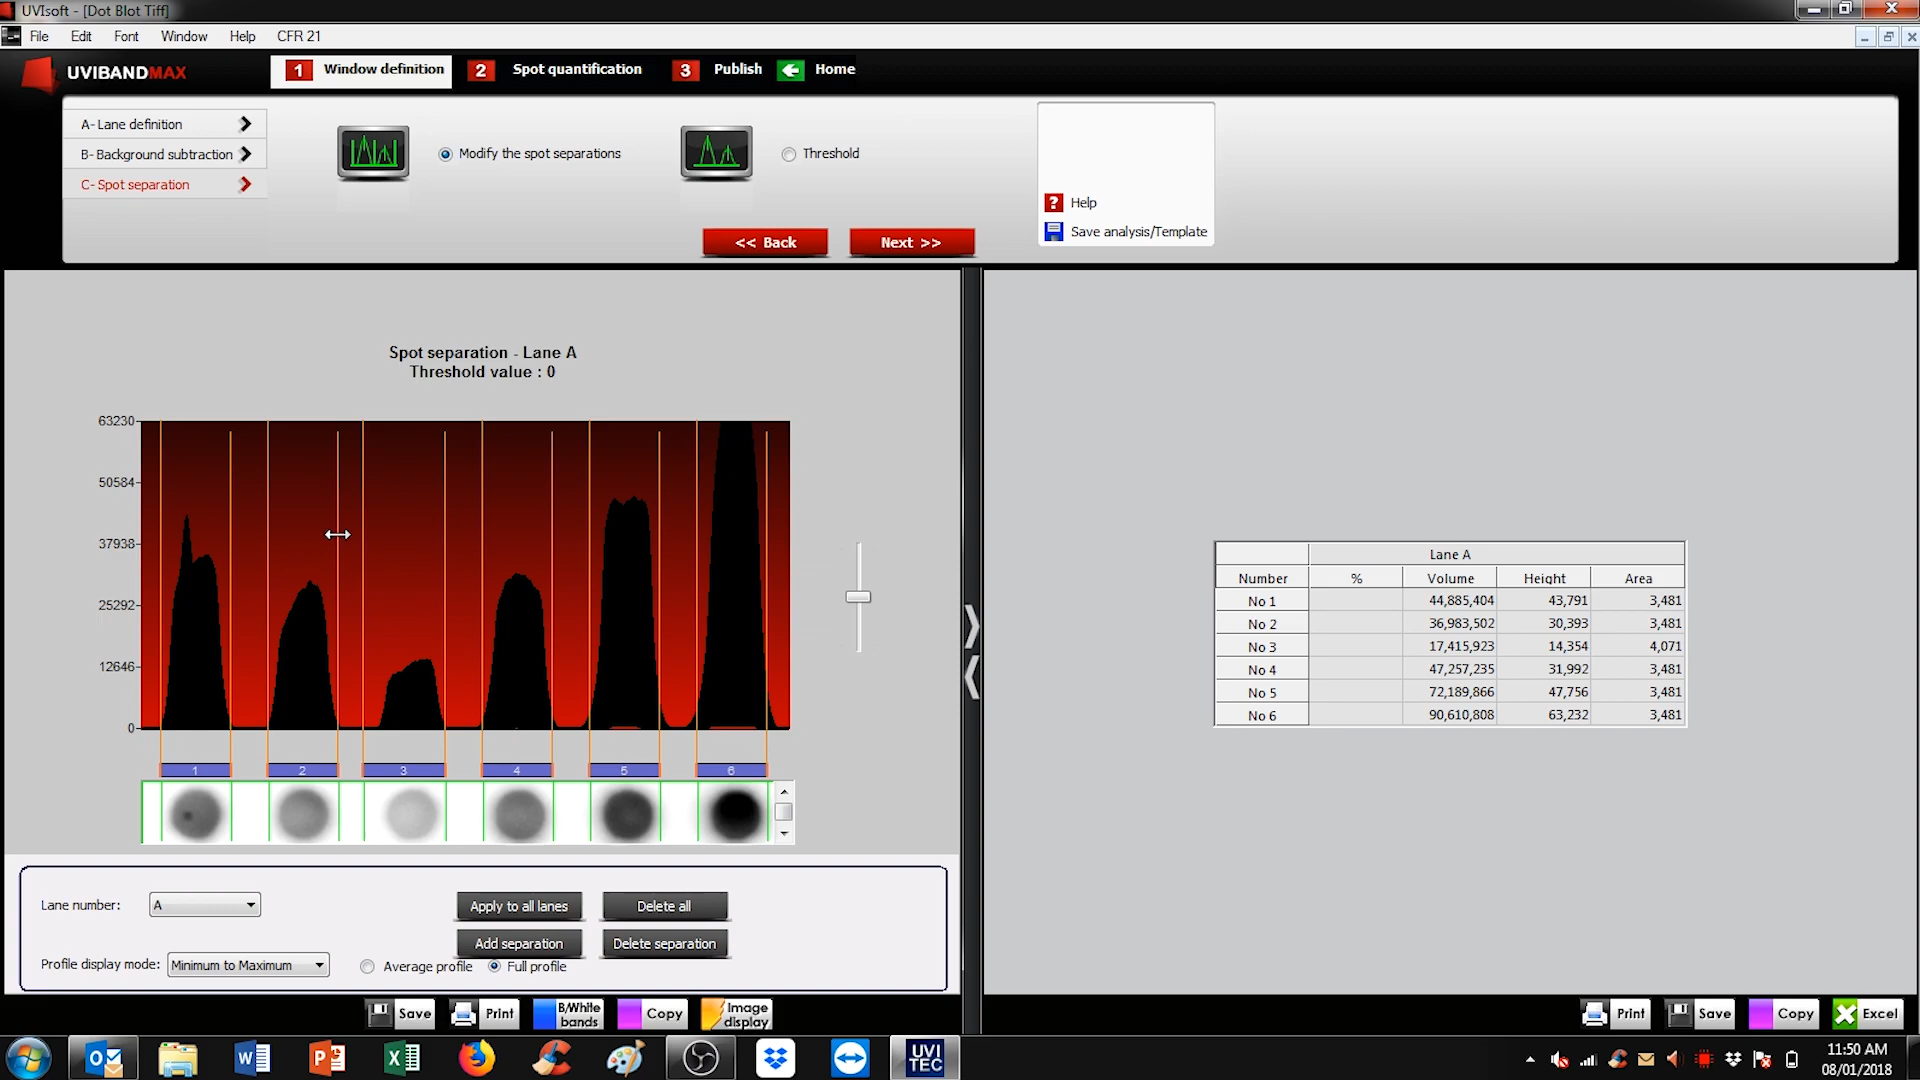 UVIsoft - [Dot Blot Tiff]
File Edit Font Window Help CFR 21
UVIBANDMAX
1 Window definition 2 Spot quantification 3 Publish Home
A- Lane definition
B- Background subtraction
C- Spot separation
Modify the spot separations
Threshold
? Help
Save analysis/Template
<< Back
Next >>
Spot separation - Lane A
Threshold value : 0
63230
50584
37938
25292
12646
0
1 2 3 4 5 6
Lane A
Number % Volume Height Area
No 1 44,885,404 43,791 3,481
No 2 36,983,502 30,393 3,481
No 3 17,415,923 14,354 4,071
No 4 47,257,235 31,992 3,481
No 5 72,189,866 47,756 3,481
No 6 90,610,808 63,232 3,481
Lane number: A
Apply to all lanes
Delete all
Add separation
Delete separation
Profile display mode: Minimum to Maximum
Average profile
Full profile
Save
Print
B/White bands
Copy
Image display
Print
Save
Copy
Excel
UVI TEC
11:50 AM
08/01/2018